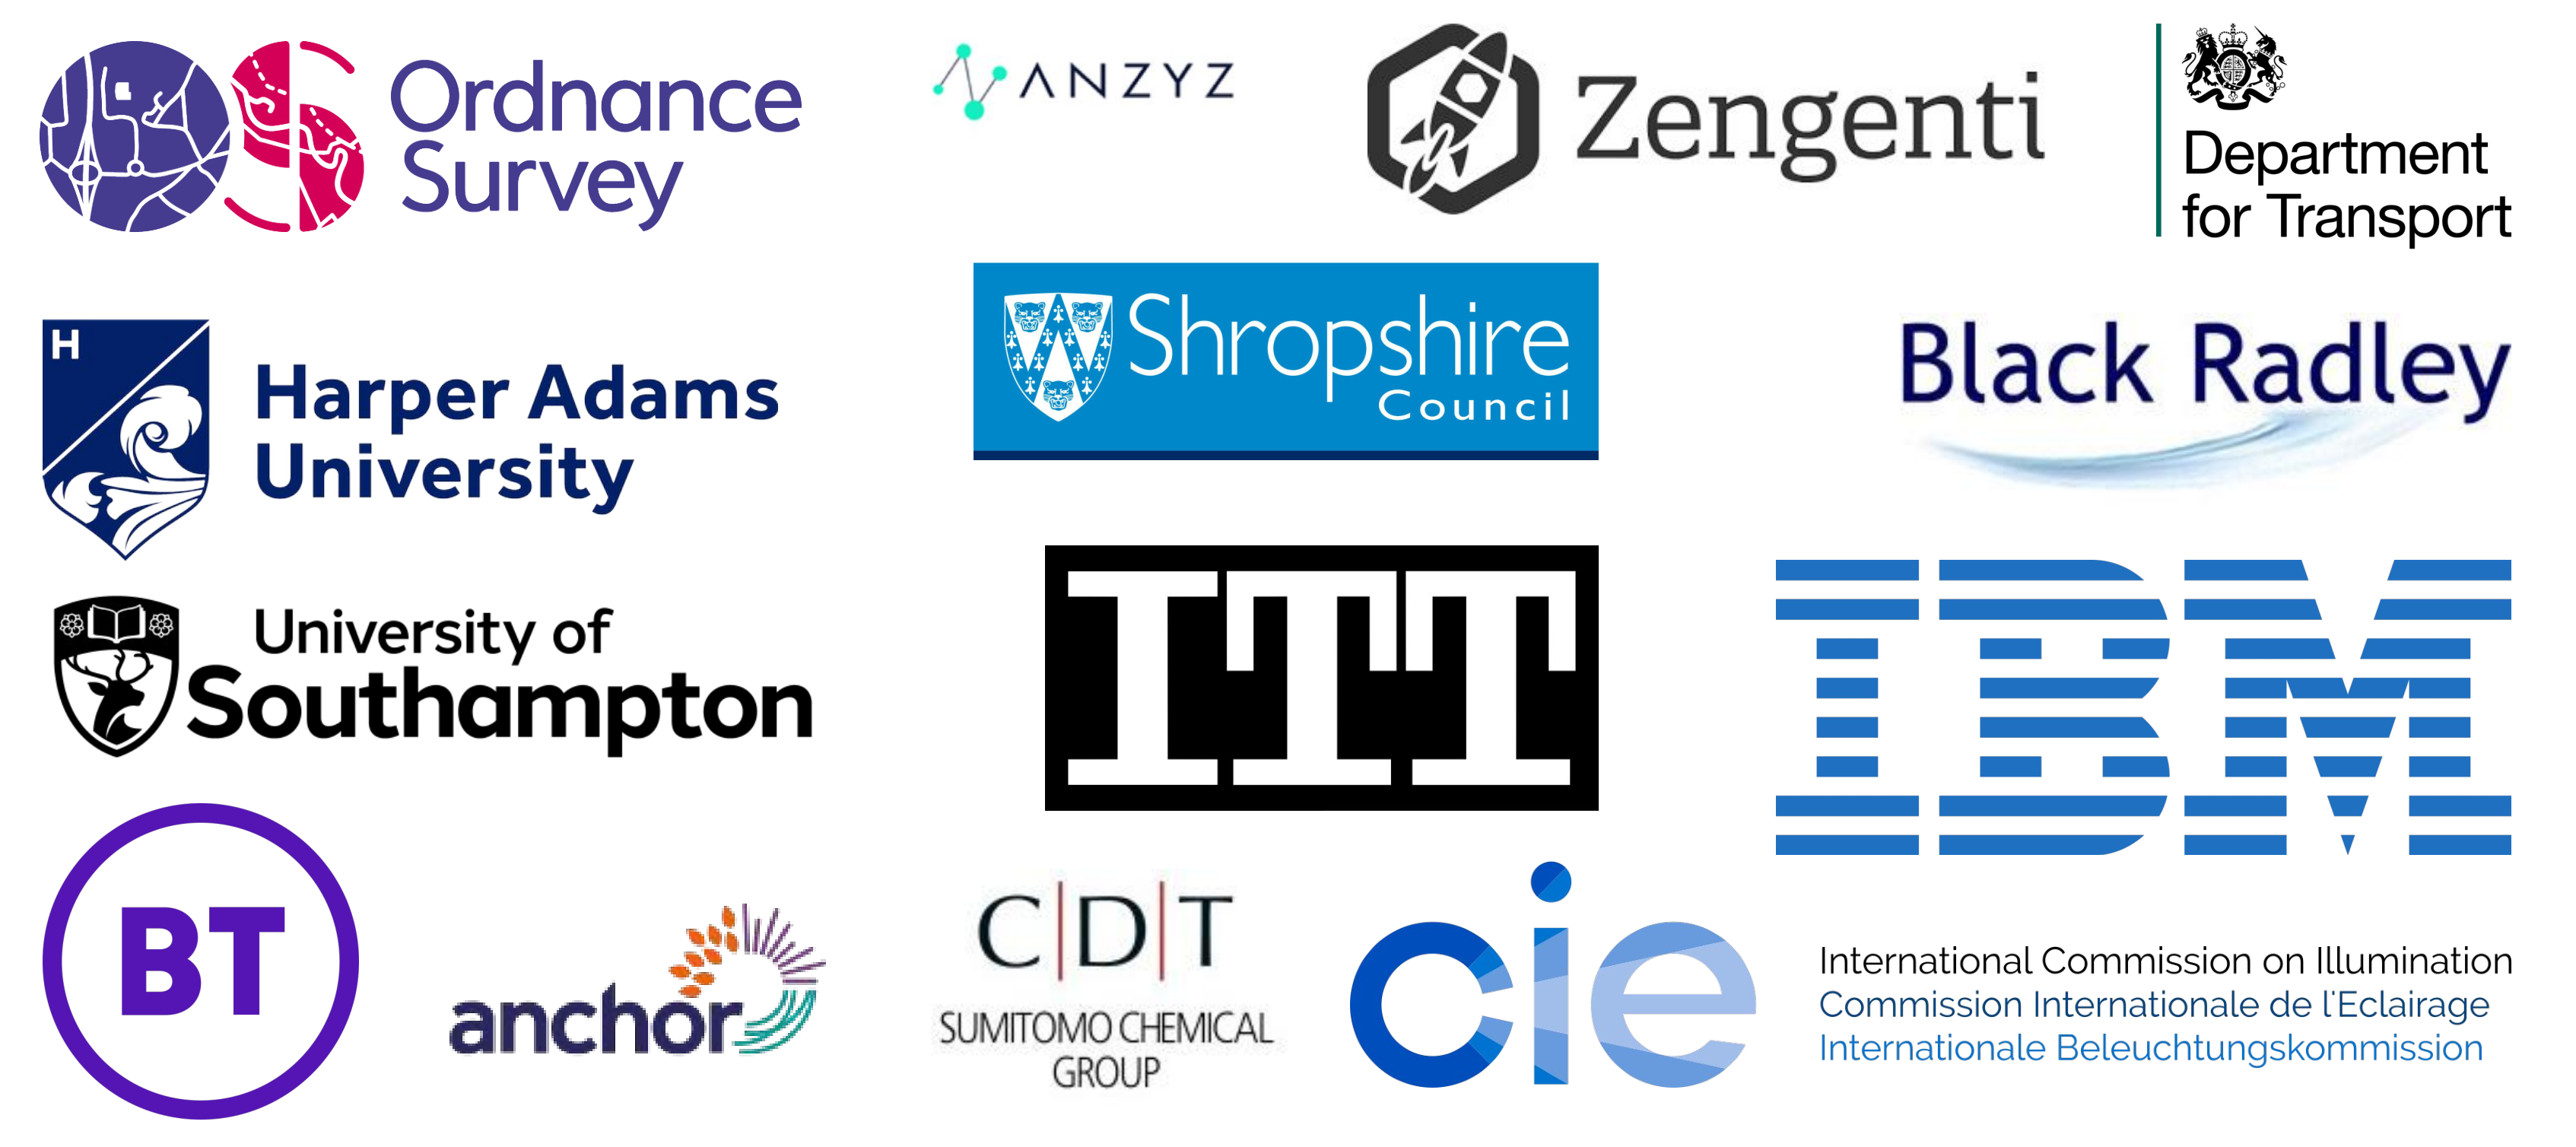 Ordnance
Survey
ANZYZ
Zengenti
Department
for Transport
H
Harper Adams
University
Shropshire
Council
Black Radley
University of
Southampton
ITT
IBM
BT
anchor
C|D|T
SUMITOMO CHEMICAL
GROUP
cie
International Commission on Illumination
Commission Internationale de l'Eclairage
Internationale Beleuchtungskommission